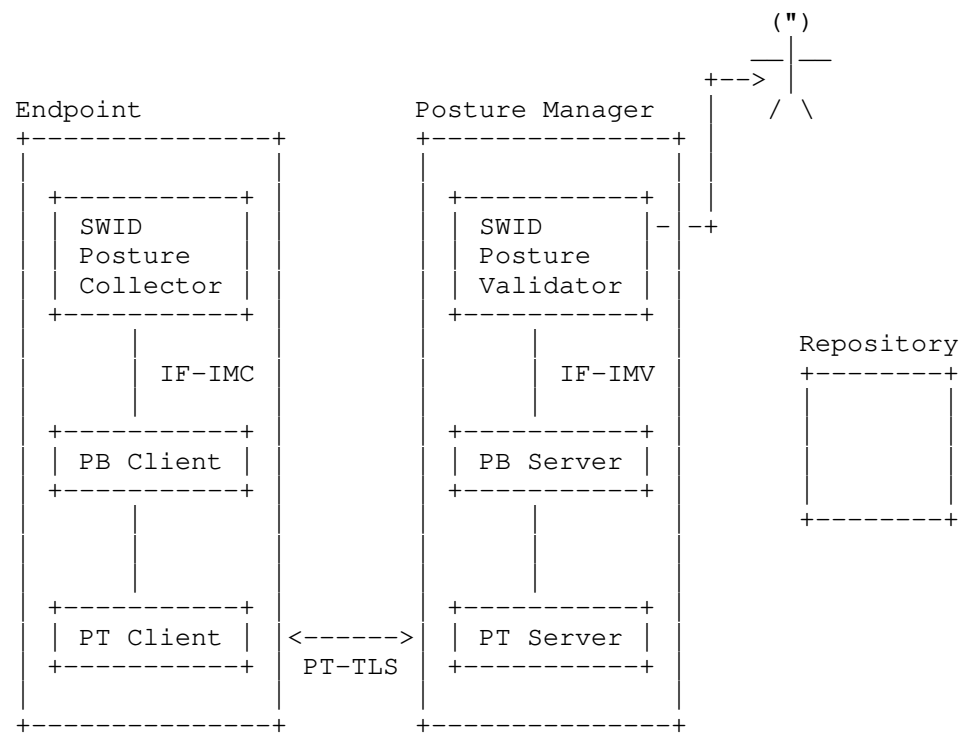 (")
Endpoint Posture Manager
SWID SWID
Posture Posture
Collector Validator
Repository
IF-IMC IF-IMV
PB Client PB Server
PT Client <------> PT Server
PT-TLS